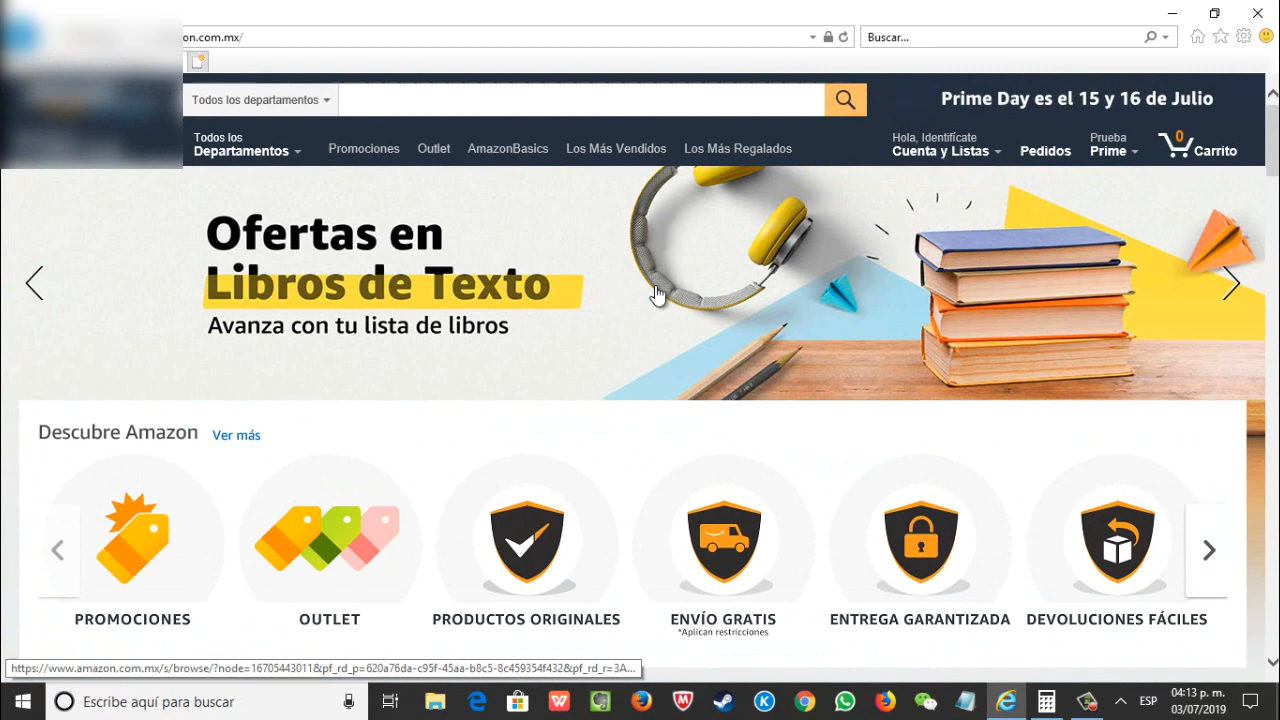 on.com.mx/
Buscar...
Todos los departamentos
Prime Day es el 15 y 16 de Julio
Todos los
Departamentos
Promociones
Outlet
AmazonBasics
Los Más Vendidos
Los Más Regalados
Hola, Identifícate
Cuenta y Listas
Pedidos
Prueba
Prime
0
Carrito
Ofertas en
Libros de Texto
Avanza con tu lista de libros
Descubre Amazon Ver más
PROMOCIONES
OUTLET
PRODUCTOS ORIGINALES
ENVÍO GRATIS
*Aplican restricciones
ENTREGA GARANTIZADA
DEVOLUCIONES FÁCILES
https://www.amazon.com.mx/s/browse/?node=16705443011&pf_rd_p=620a76da-c95f-45aa-b8c5-8c459354f432&pf_rd_r=3A...
Escribe aquí para buscar
ESP
04:13 p. m.
03/07/2019